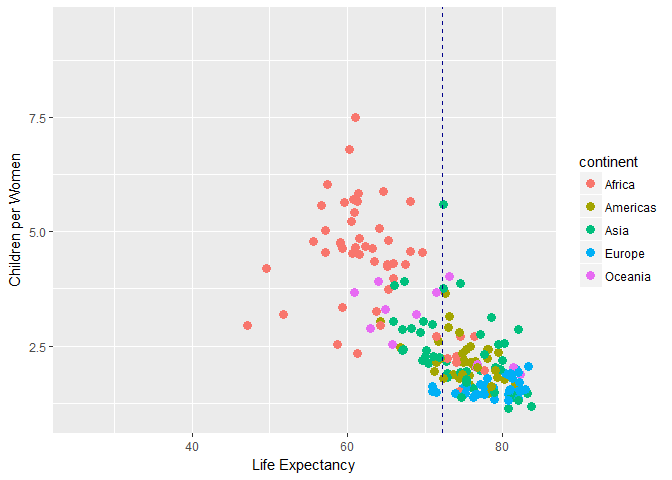 7.5
5.0
2.5
Children per Women
40
60
80
Life Expectancy
continent
Africa
Americas
Asia
Europe
Oceania